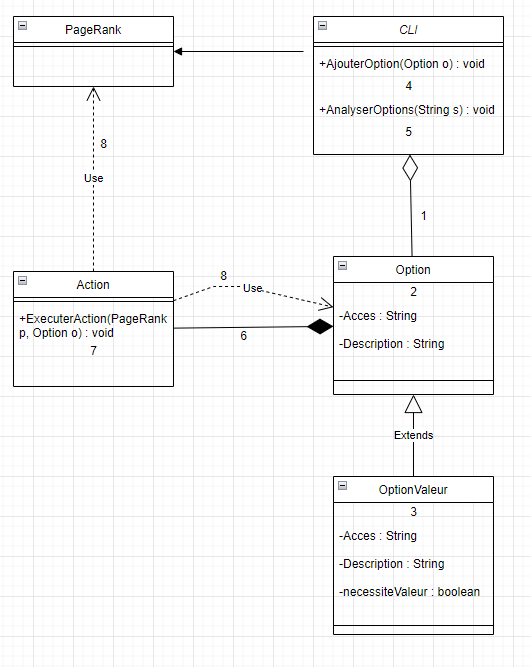 PageRank
CLI
+AjouterOption(Option o) : void
4
+AnalyserOptions(String s) : void
5
8
Use
1
Action
+ExecuterAction(PageRank
p, Option o) : void
7
8
Use
6
Option
2
-Acces : String
-Description : String
Extends
OptionValeur
3
-Acces : String
-Description : String
-necessiteValeur : boolean